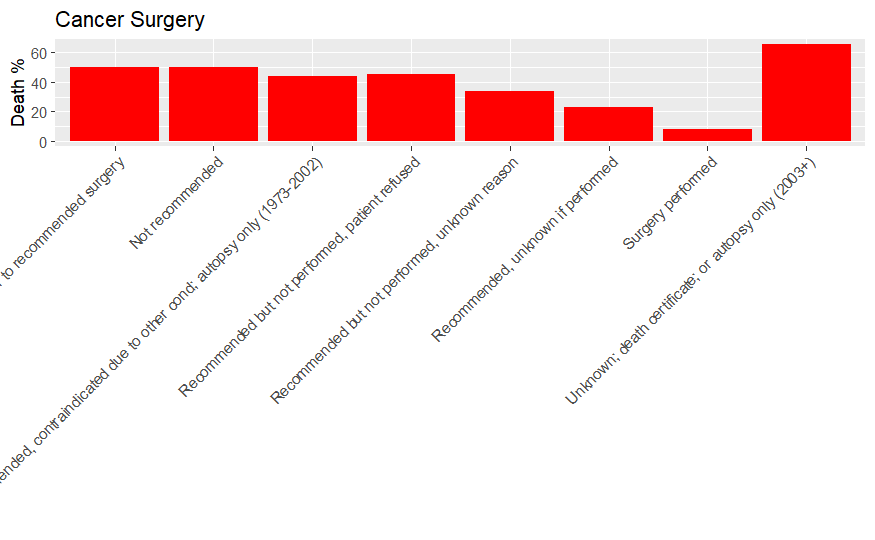 Cancer Surgery
Death %
60
40
20
0
to recommended surgery
Not recommended
contraindicated due to other cond; autopsy only (1973-2002)
Recommended but not performed, patient refused
Recommended but not performed, unknown reason
Recommended, unknown if performed
Surgery performed
Unknown; death certificate; or autopsy only (2003+)